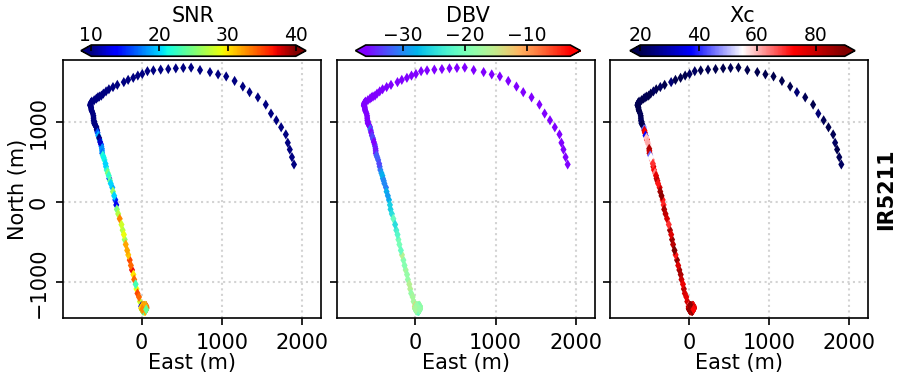 SNR DBV Xc
10 20 30 40 −30 −20 −10 20 40 60 80
North (m)
1000
0
−1000
IR5211
0 1000 2000 0 1000 2000 0 1000 2000
East (m) East (m) East (m)